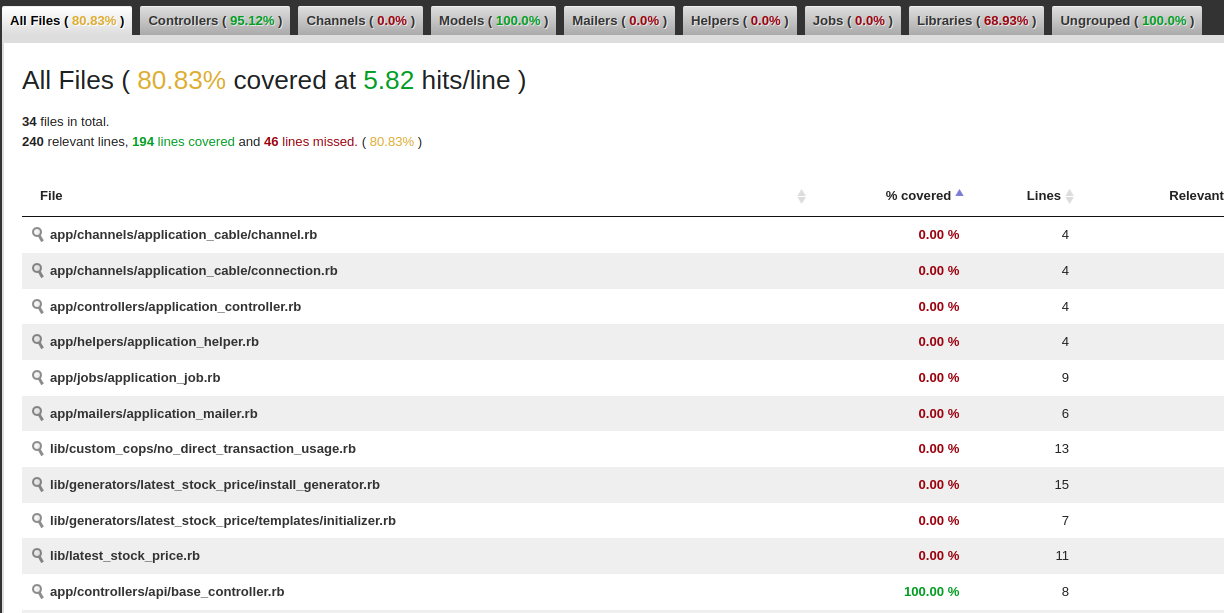 All Files ( 80.83% ) Controllers ( 95.12% ) Channels ( 0.0% ) Models ( 100.0% ) Mailers ( 0.0% ) Helpers ( 0.0% ) Jobs ( 0.0% ) Libraries ( 68.93% ) Ungrouped ( 100.0% )
All Files ( 80.83% covered at 5.82 hits/line )
34 files in total.
240 relevant lines, 194 lines covered and 46 lines missed. ( 80.83% )
File % covered Lines Relevant
app/channels/application_cable/channel.rb 0.00 % 4
app/channels/application_cable/connection.rb 0.00 % 4
app/controllers/application_controller.rb 0.00 % 4
app/helpers/application_helper.rb 0.00 % 4
app/jobs/application_job.rb 0.00 % 9
app/mailers/application_mailer.rb 0.00 % 6
lib/custom_cops/no_direct_transaction_usage.rb 0.00 % 13
lib/generators/latest_stock_price/install_generator.rb 0.00 % 15
lib/generators/latest_stock_price/templates/initializer.rb 0.00 % 7
lib/latest_stock_price.rb 0.00 % 11
app/controllers/api/base_controller.rb 100.00 % 8